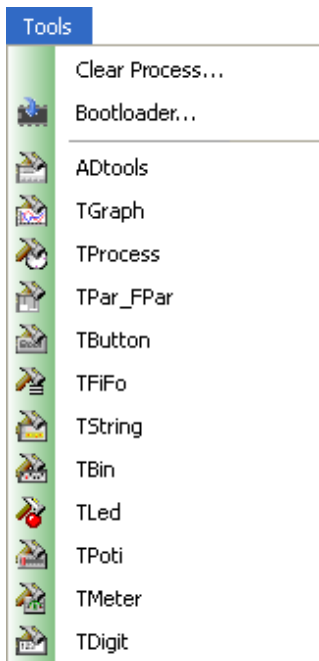 Tools
Clear Process...
Bootloader...
ADtools
TGraph
TProcess
TPar_FPar
TButton
TFiFo
TString
TBin
TLed
TPoti
TMeter
TDigit